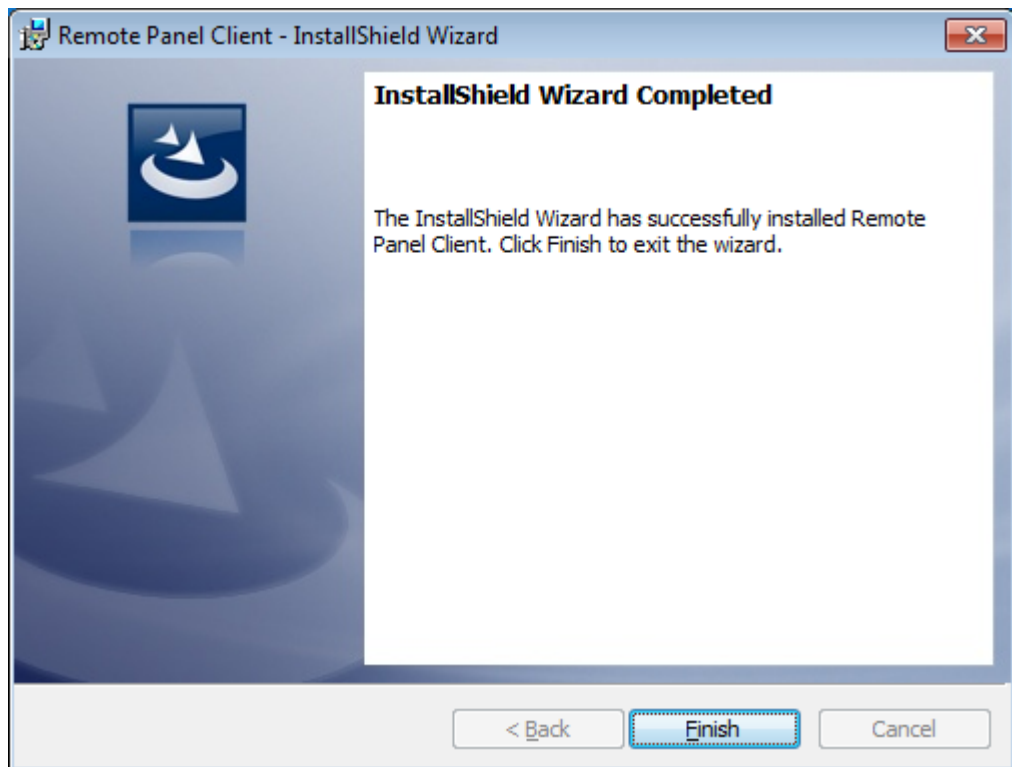 Remote Panel Client - InstallShield Wizard
InstallShield Wizard Completed
The InstallShield Wizard has successfully installed Remote
Panel Client. Click Finish to exit the wizard.
< Back
Finish
Cancel